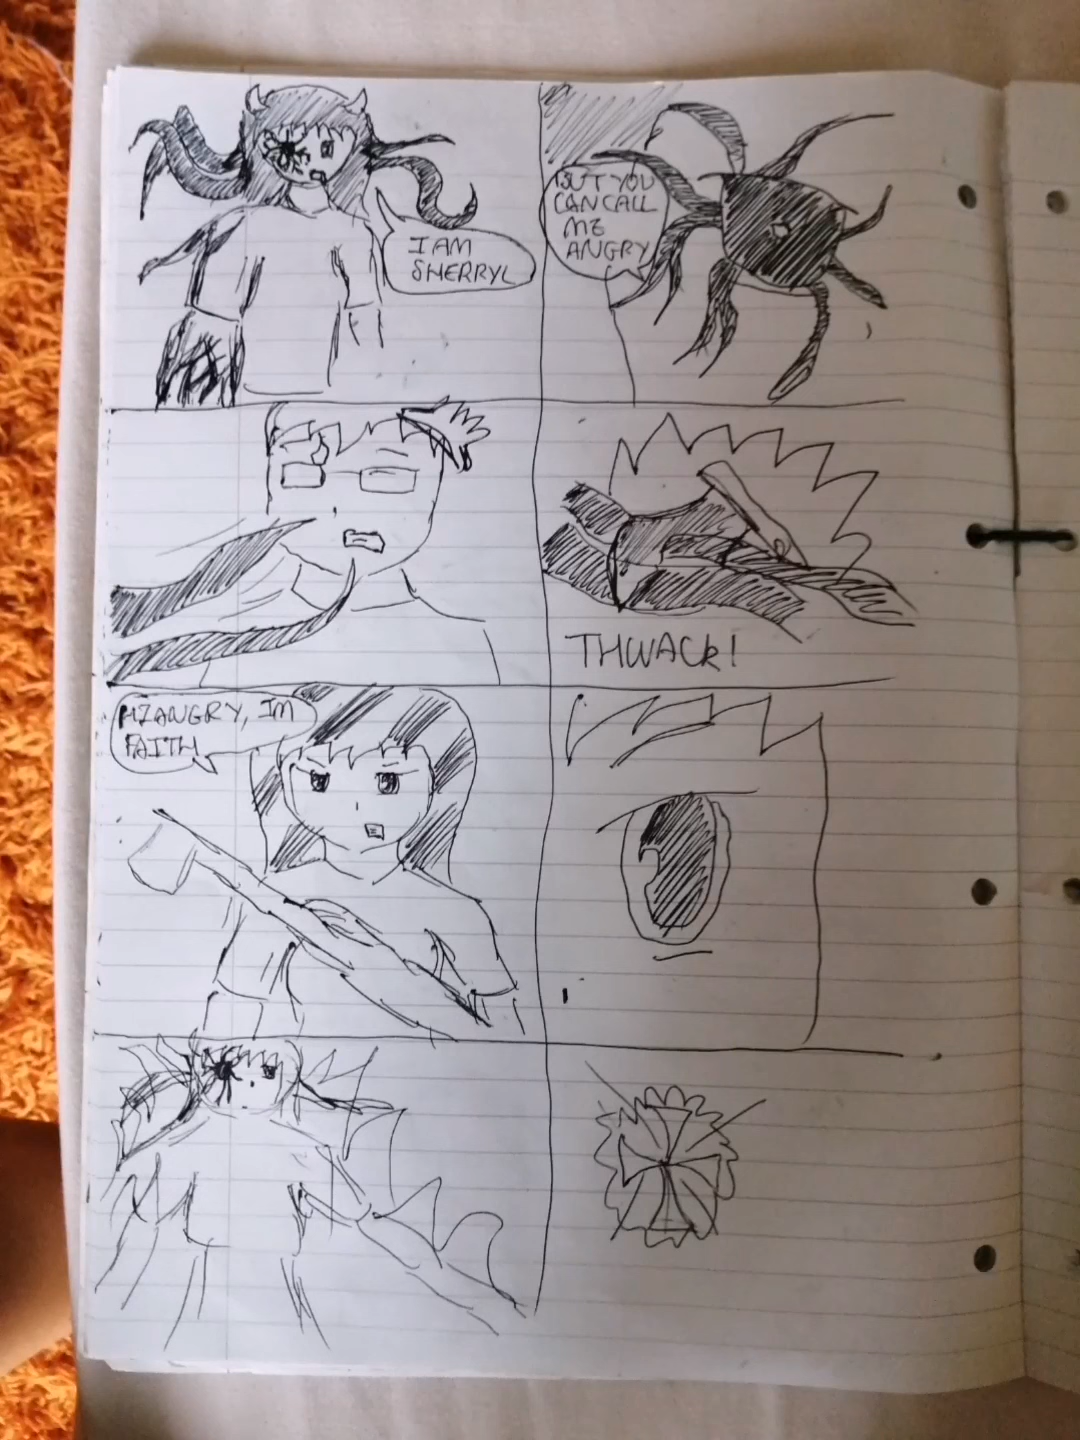 I AM
SHERRYL
BUT YOU
CAN CALL
ME
ANGRY
THWACK!
HI ANGRY, IM
FAITH